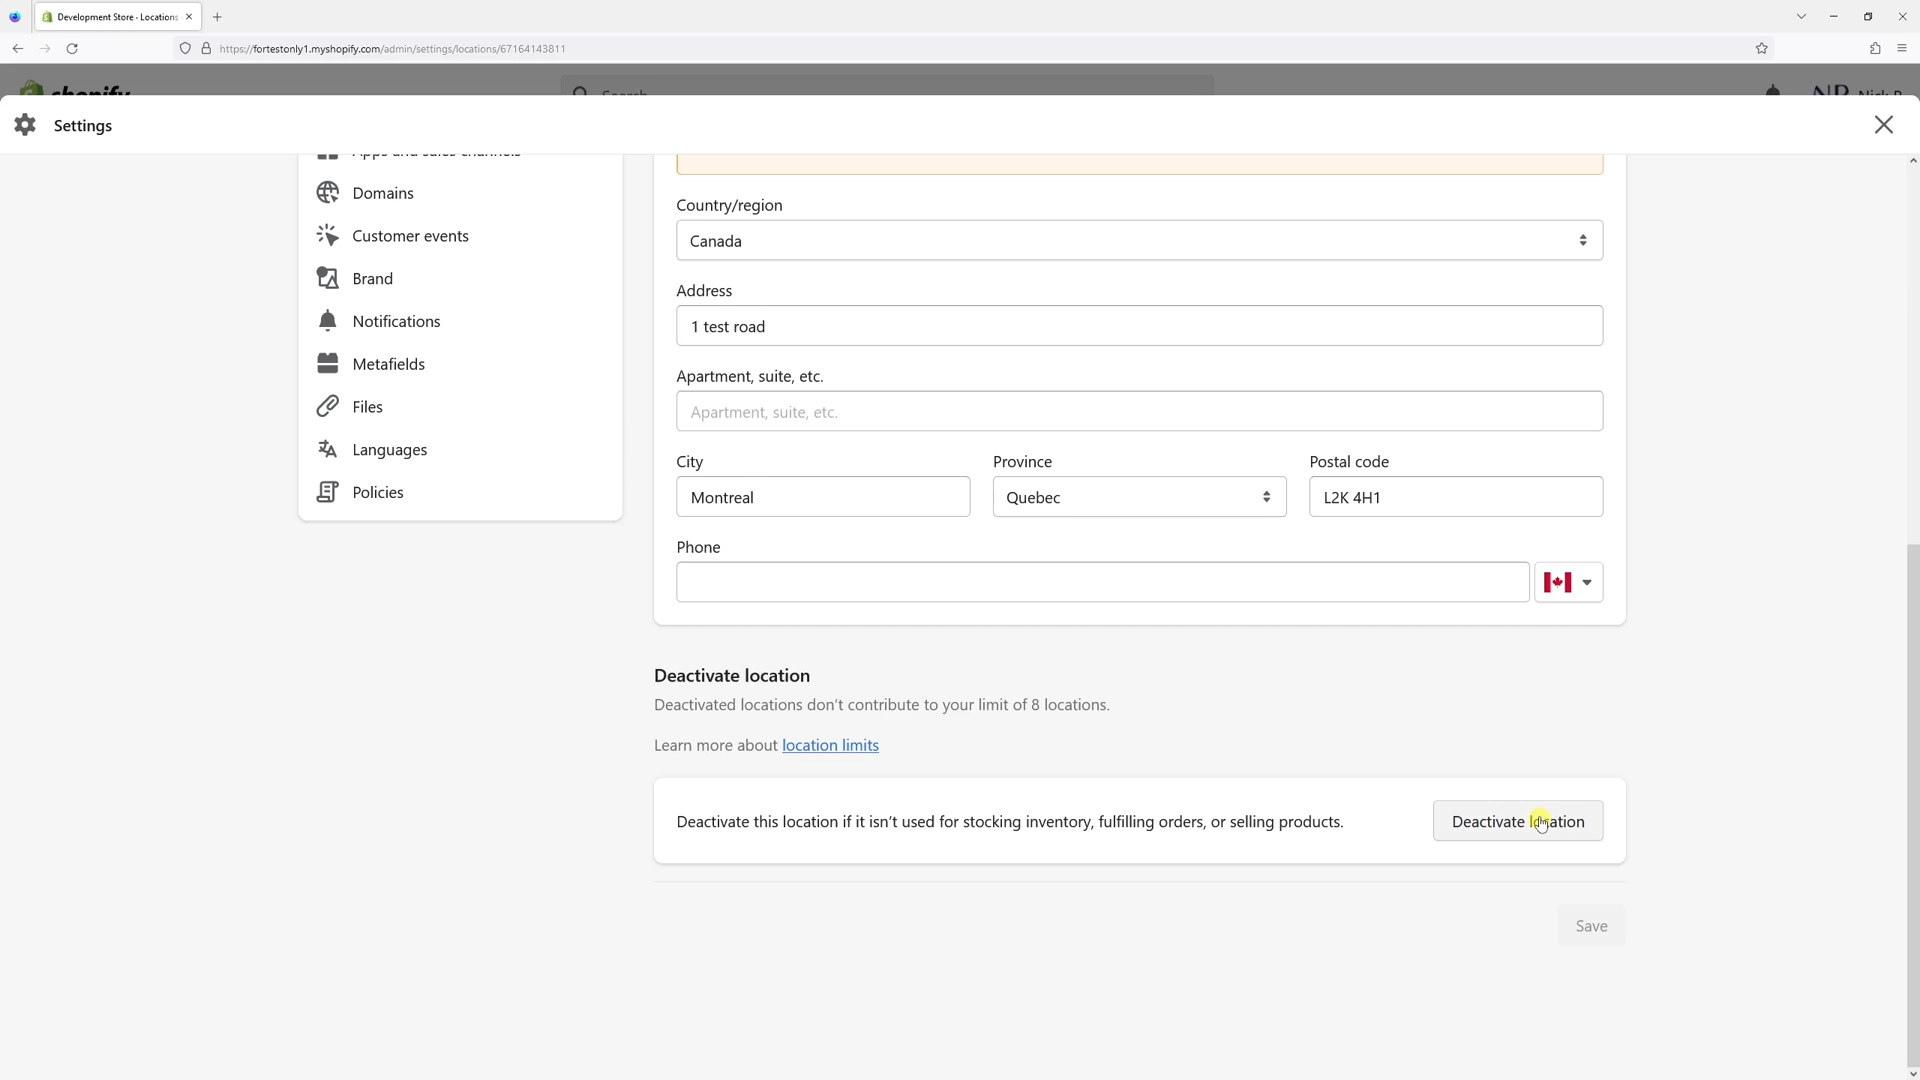 Development Store - Locations
https://fortestonly1.myshopify.com/admin/settings/locations/67164143811
shopify
Search
Settings
Apps and sales channels
Domains
Customer events
Brand
Notifications
Metafields
Files
Languages
Policies
Country/region
Canada
Address
1 test road
Apartment, suite, etc.
Apartment, suite, etc.
City Province Postal code
Montreal Quebec L2K 4H1
Phone
Deactivate location
Deactivated locations don't contribute to your limit of 8 locations.
Learn more about location limits
Deactivate this location if it isn't used for stocking inventory, fulfilling orders, or selling products. Deactivate location
Save